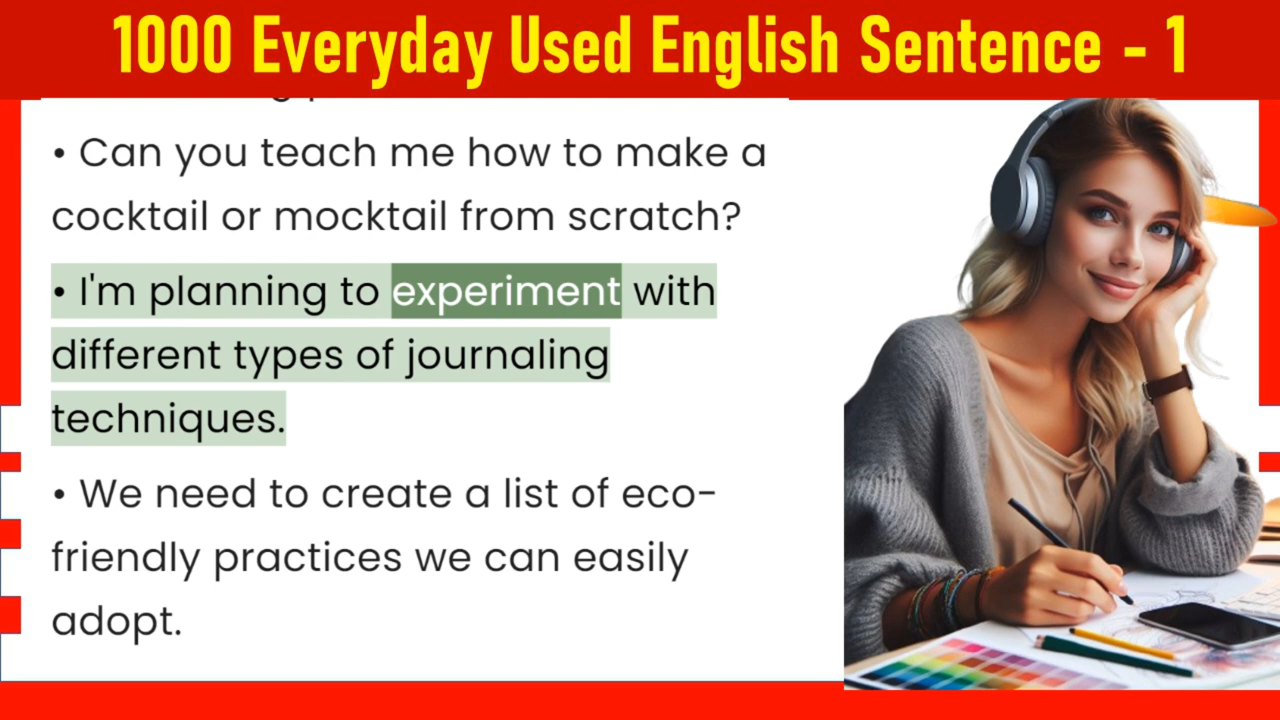 1000 Everyday Used English Sentence - 1
• Can you teach me how to make a
cocktail or mocktail from scratch?
• I'm planning to experiment with
different types of journaling
techniques.
• We need to create a list of eco-
friendly practices we can easily
adopt.